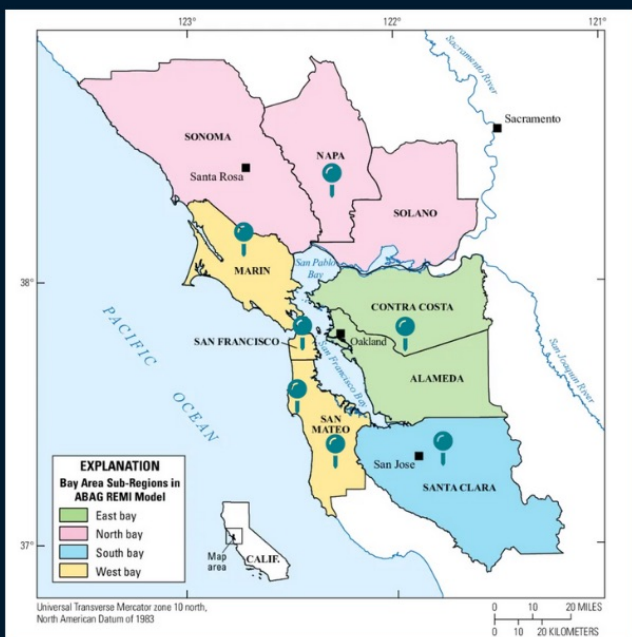 123°
122°
121°
Sacramento River
Sacramento
SONOMA
NAPA
Santa Rosa
SOLANO
MARIN
San Pablo
Bay
38°
CONTRA COSTA
SAN FRANCISCO
Oakland
San Francisco Bay
ALAMEDA
San Joaquin River
PACIFIC OCEAN
SAN
MATEO
San Jose
SANTA CLARA
EXPLANATION
Bay Area Sub-Regions in
ABAG REMI Model
East bay
North bay
South bay
West bay
37°
Map
area
CALIF.
Universal Transverse Mercator zone 10 north,
North American Datum of 1983
0 10 20 MILES
0 10 20 KILOMETERS